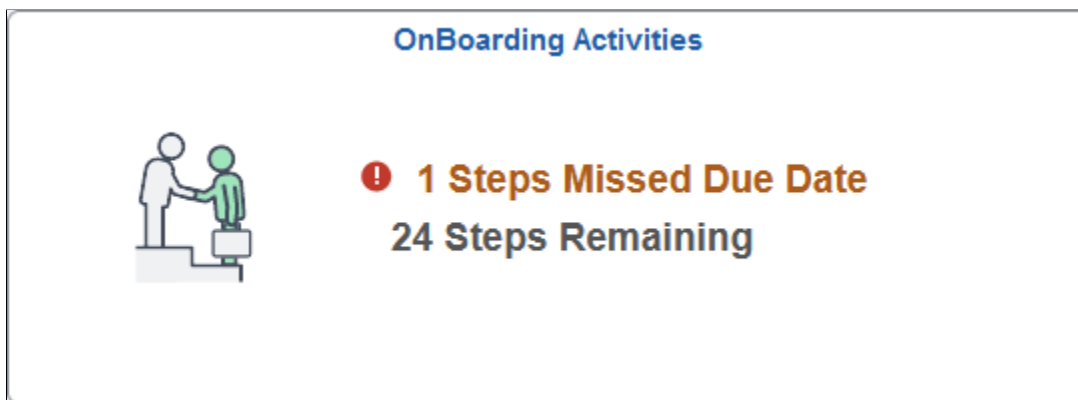 OnBoarding Activities
1 Steps Missed Due Date
24 Steps Remaining